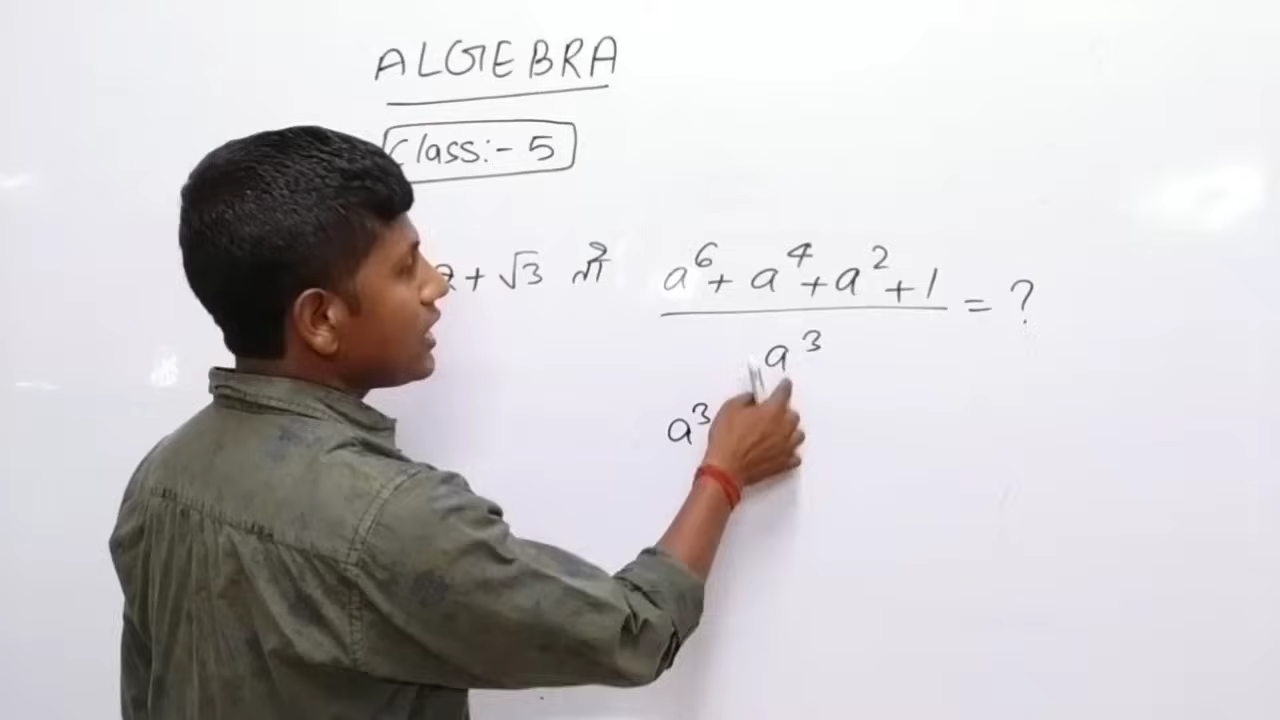 ALGEBRA
Class:- 5
2 + √3 तो (a⁶ + a⁴ + a² + 1)/a³ = ?
a³